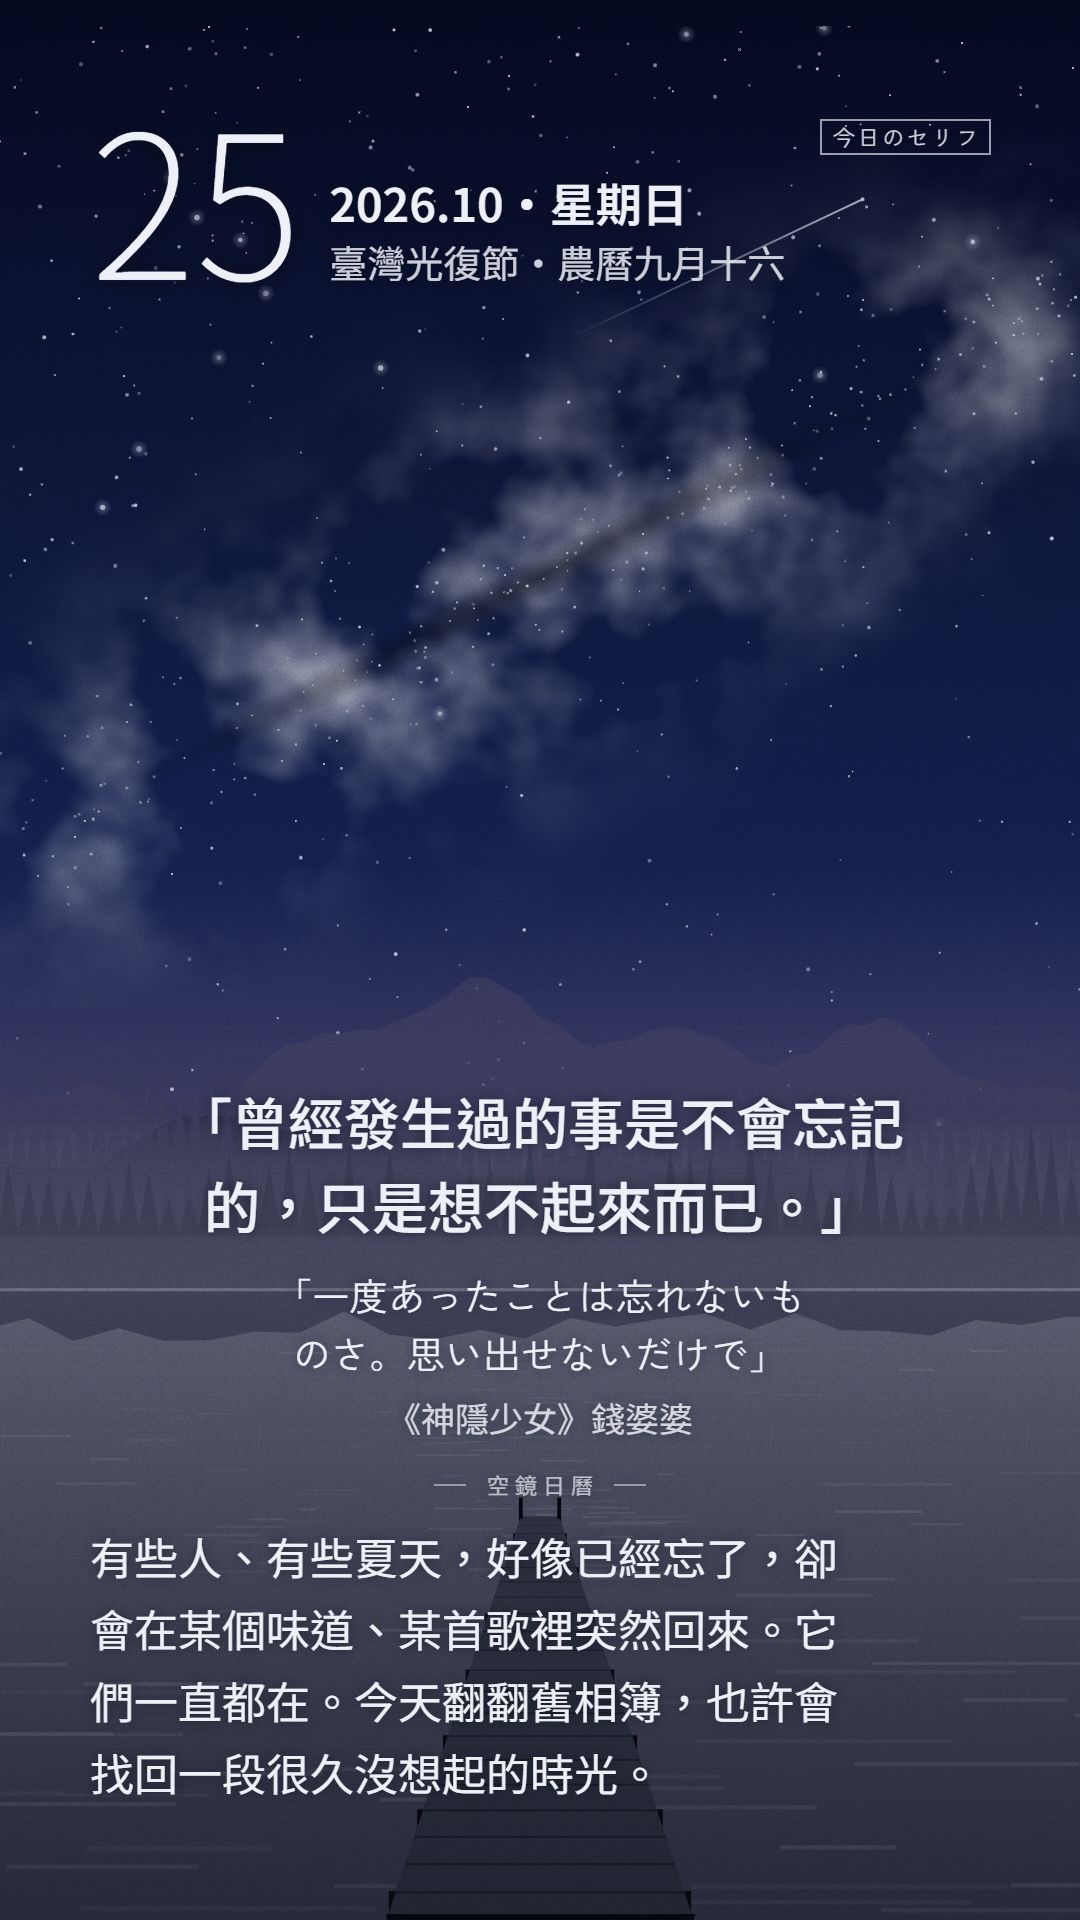 今日のセリフ
25
2026.10・星期日
臺灣光復節・農曆九月十六
「曾經發生過的事是不會忘記
的，只是想不起來而已。」
「一度あったことは忘れないも
のさ。思い出せないだけで」
《神隱少女》錢婆婆
空鏡日曆
有些人、有些夏天，好像已經忘了，卻
會在某個味道、某首歌裡突然回來。它
們一直都在。今天翻翻舊相簿，也許會
找回一段很久沒想起的時光。